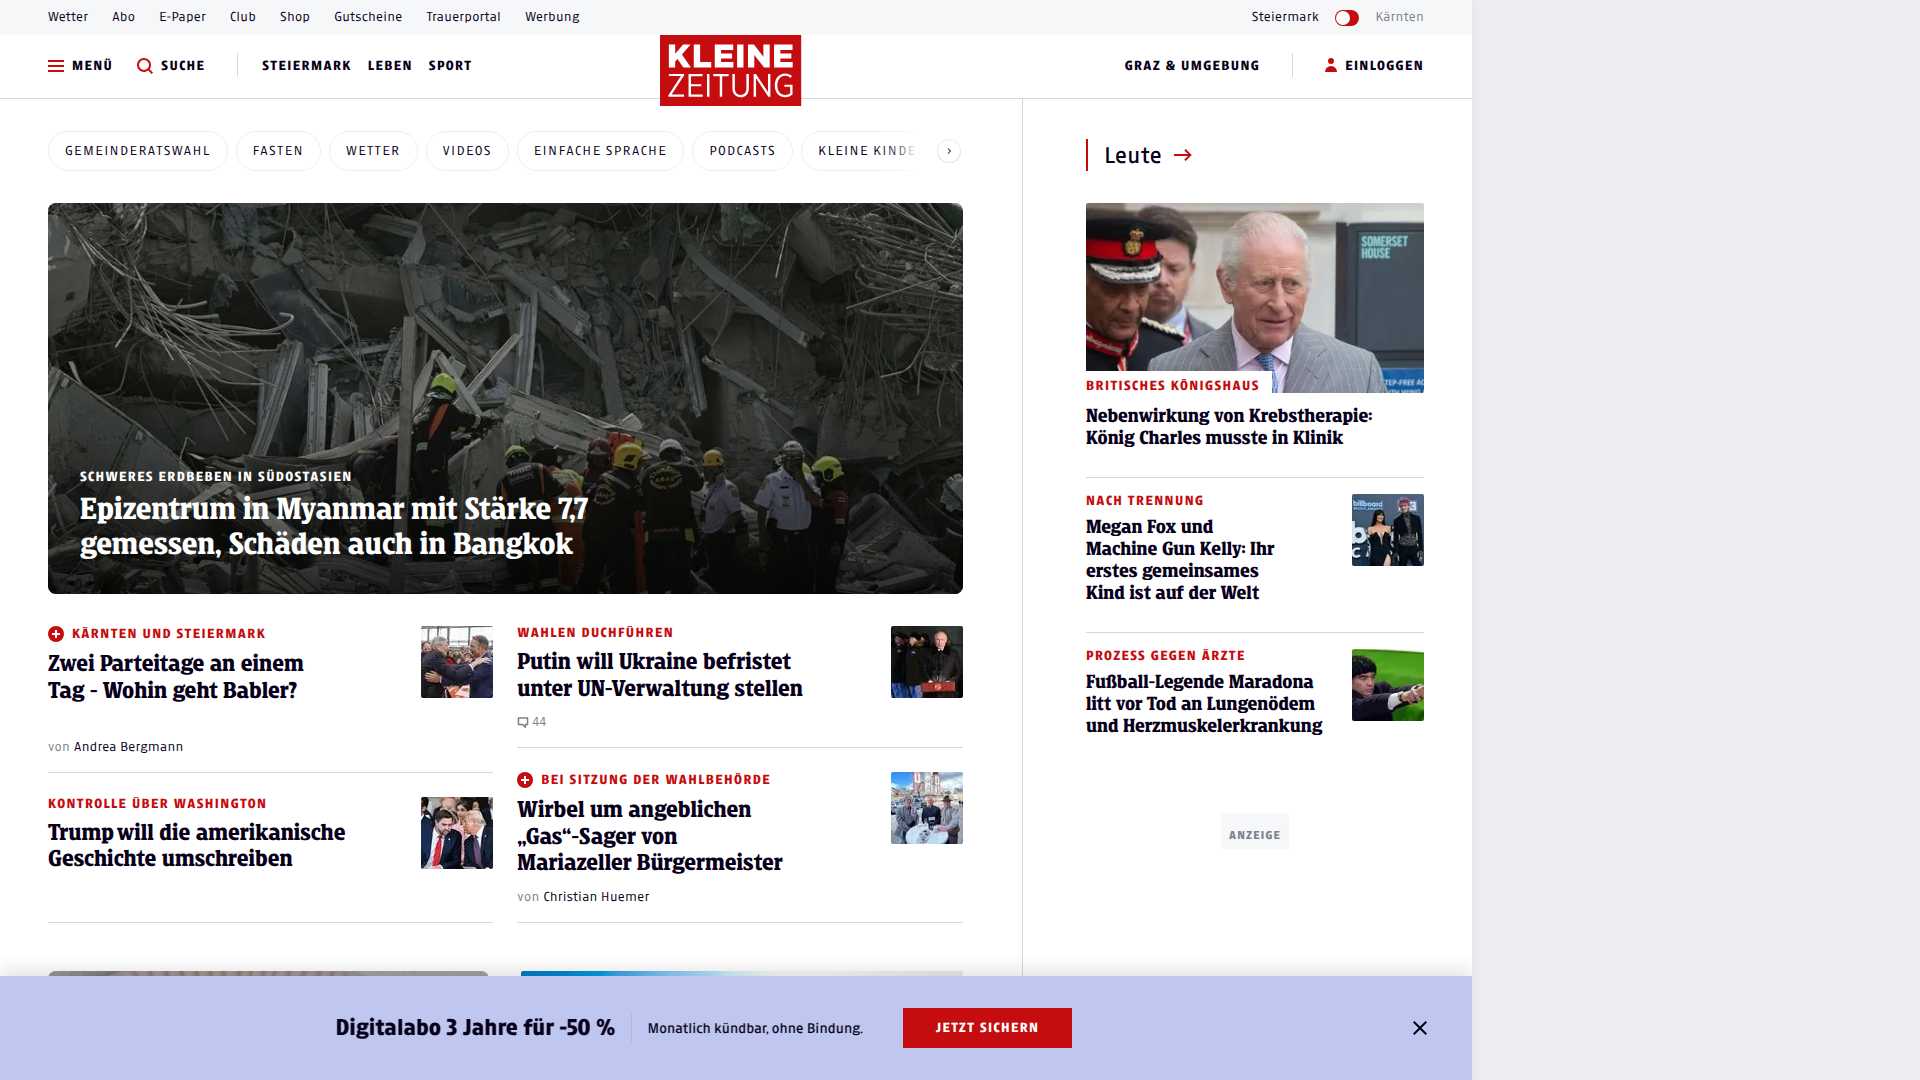 Wetter Abo E-Paper Club Shop Gutscheine Trauerportal Werbung Steiermark Kärnten
MENÜ SUCHE STEIERMARK LEBEN SPORT
KLEINE
ZEITUNG
GRAZ & UMGEBUNG EINLOGGEN
GEMEINDERATSWAHL FASTEN WETTER VIDEOS EINFACHE SPRACHE PODCASTS KLEINE KINDE
SCHWERES ERDBEBEN IN SÜDOSTASIEN
Epizentrum in Myanmar mit Stärke 7,7
gemessen, Schäden auch in Bangkok
KÄRNTEN UND STEIERMARK
Zwei Parteitage an einem
Tag - Wohin geht Babler?
von Andrea Bergmann
WAHLEN DUCHFÜHREN
Putin will Ukraine befristet
unter UN-Verwaltung stellen
44
KONTROLLE ÜBER WASHINGTON
Trump will die amerikanische
Geschichte umschreiben
BEI SITZUNG DER WAHLBEHÖRDE
Wirbel um angeblichen
„Gas“-Sager von
Mariazeller Bürgermeister
von Christian Huemer
Leute
SOMERSET
HOUSE
BRITISCHES KÖNIGSHAUS
Nebenwirkung von Krebstherapie:
König Charles musste in Klinik
NACH TRENNUNG
Megan Fox und
Machine Gun Kelly: Ihr
erstes gemeinsames
Kind ist auf der Welt
billboard
PROZESS GEGEN ÄRZTE
Fußball-Legende Maradona
litt vor Tod an Lungenödem
und Herzmuskelerkrankung
ANZEIGE
Digitalabo 3 Jahre für -50 % Monatlich kündbar, ohne Bindung. JETZT SICHERN